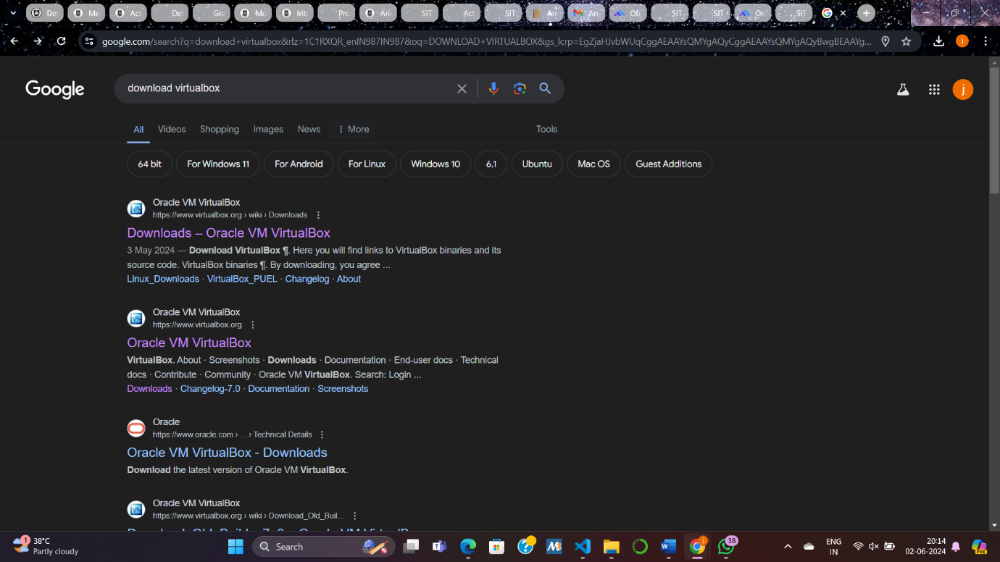 De
Mo
Act
De
Gra
Mo
Intr
Pro
An
SIT
Act
SIT
An
An
Of
SIT
SIT
On
SIT
google.com/search?q=download+virtualbox&rlz=1C1RXQR_enIN987IN987&oq=DOWNLOAD+VIRTUALBOX&gs_lcrp=EgZjaHJvbWUqCggAEAAYsQMYgAQyCggAEAAYsQMYgAQyBwgBEAAYg...
j
Google
download virtualbox
j
All Videos Shopping Images News More Tools
64 bit For Windows 11 For Android For Linux Windows 10 6.1 Ubuntu Mac OS Guest Additions
Oracle VM VirtualBox
https://www.virtualbox.org › wiki › Downloads
Downloads – Oracle VM VirtualBox
3 May 2024 — Download VirtualBox ¶. Here you will find links to VirtualBox binaries and its
source code. VirtualBox binaries ¶. By downloading, you agree ...
Linux_Downloads · VirtualBox_PUEL · Changelog · About
Oracle VM VirtualBox
https://www.virtualbox.org
Oracle VM VirtualBox
VirtualBox. About · Screenshots · Downloads · Documentation · End-user docs · Technical
docs · Contribute · Community · Oracle VM VirtualBox. Search: Login ...
Downloads · Changelog-7.0 · Documentation · Screenshots
Oracle
https://www.oracle.com › ... › Technical Details
Oracle VM VirtualBox - Downloads
Download the latest version of Oracle VM VirtualBox.
Oracle VM VirtualBox
https://www.virtualbox.org › wiki › Download_Old_Buil...
1
38°C
Partly cloudy
Search
38
ENG
IN
20:14
02-06-2024
PRE